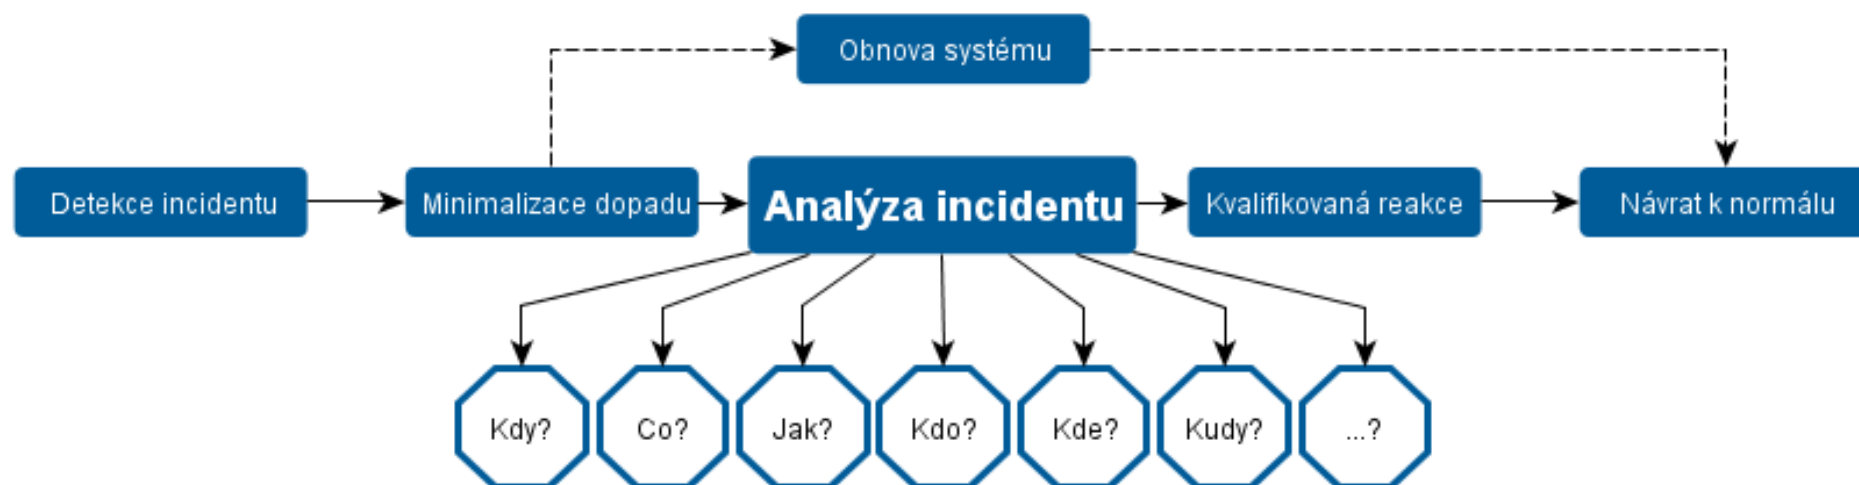 Obnova systému
Detekce incidentu
Minimalizace dopadu
Analýza incidentu
Kvalifikovaná reakce
Návrat k normálu
Kdy?
Co?
Jak?
Kdo?
Kde?
Kudy?
...?